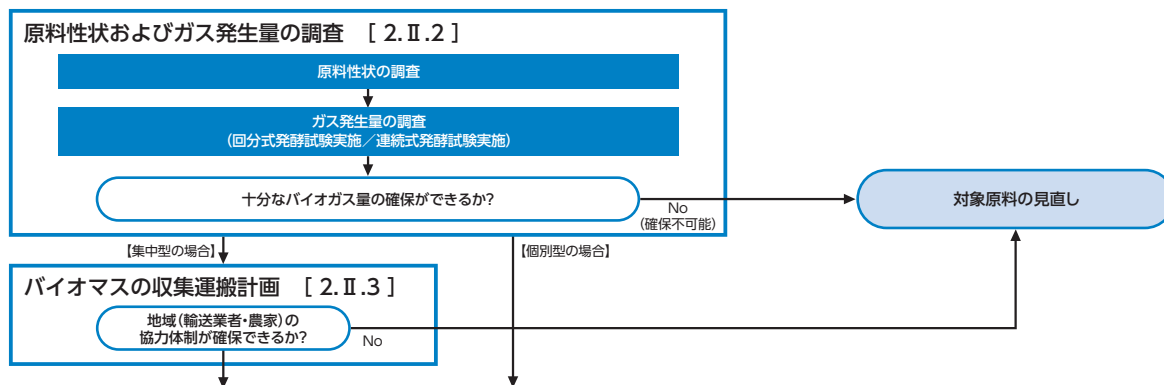 原料性状およびガス発生量の調査 [ 2.Ⅱ.2 ]
原料性状の調査
ガス発生量の調査
(回分式発酵試験実施／連続式発酵試験実施)
十分なバイオガス量の確保ができるか?
No
(確保不可能)
対象原料の見直し
【集中型の場合】
【個別型の場合】
バイオマスの収集運搬計画 [ 2.Ⅱ.3 ]
地域(輸送業者・農家)の
協力体制が確保できるか?
No